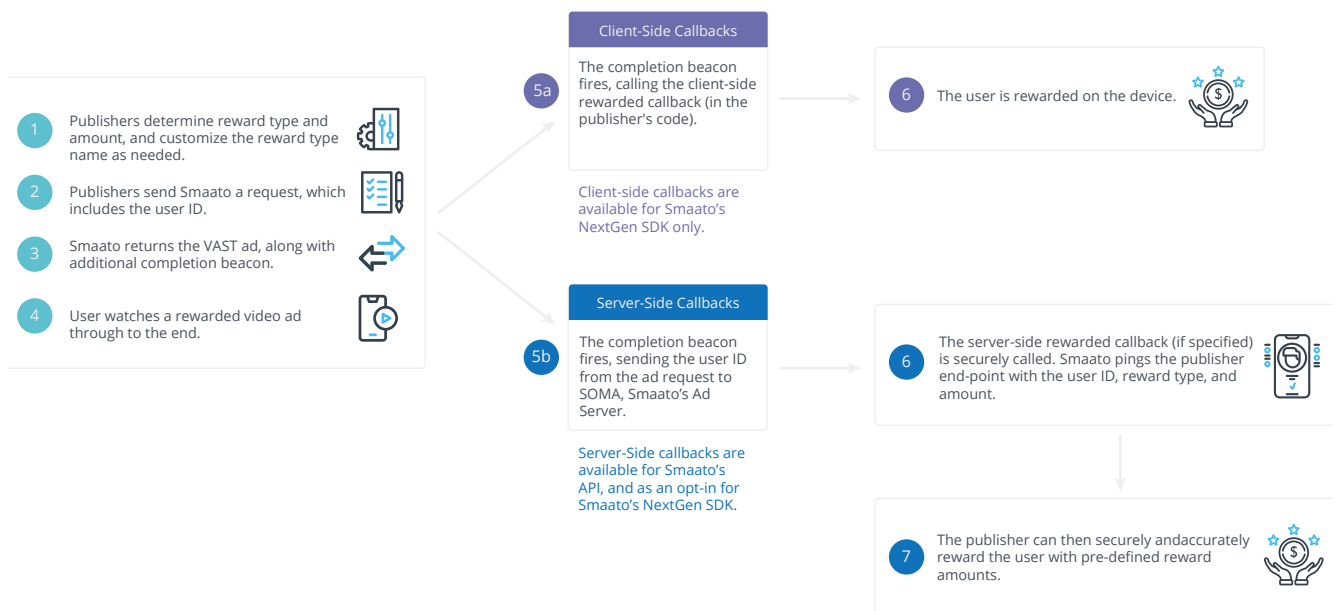 1
Publishers determine reward type and
amount, and customize the reward type
name as needed.
2
Publishers send Smaato a request, which
includes the user ID.
3
Smaato returns the VAST ad, along with
additional completion beacon.
4
User watches a rewarded video ad
through to the end.
Client-Side Callbacks
5a
The completion beacon
fires, calling the client-side
rewarded callback (in the
publisher's code).
Client-side callbacks are
available for Smaato’s
NextGen SDK only.
6
The user is rewarded on the device.
$
Server-Side Callbacks
5b
The completion beacon
fires, sending the user ID
from the ad request to
SOMA, Smaato’s Ad
Server.
Server-Side callbacks are
available for Smaato’s
API, and as an opt-in for
Smaato’s NextGen SDK.
6
The server-side rewarded callback (if specified)
is securely called. Smaato pings the publisher
end-point with the user ID, reward type, and
amount.
7
The publisher can then securely andaccurately
reward the user with pre-defined reward
amounts.
$